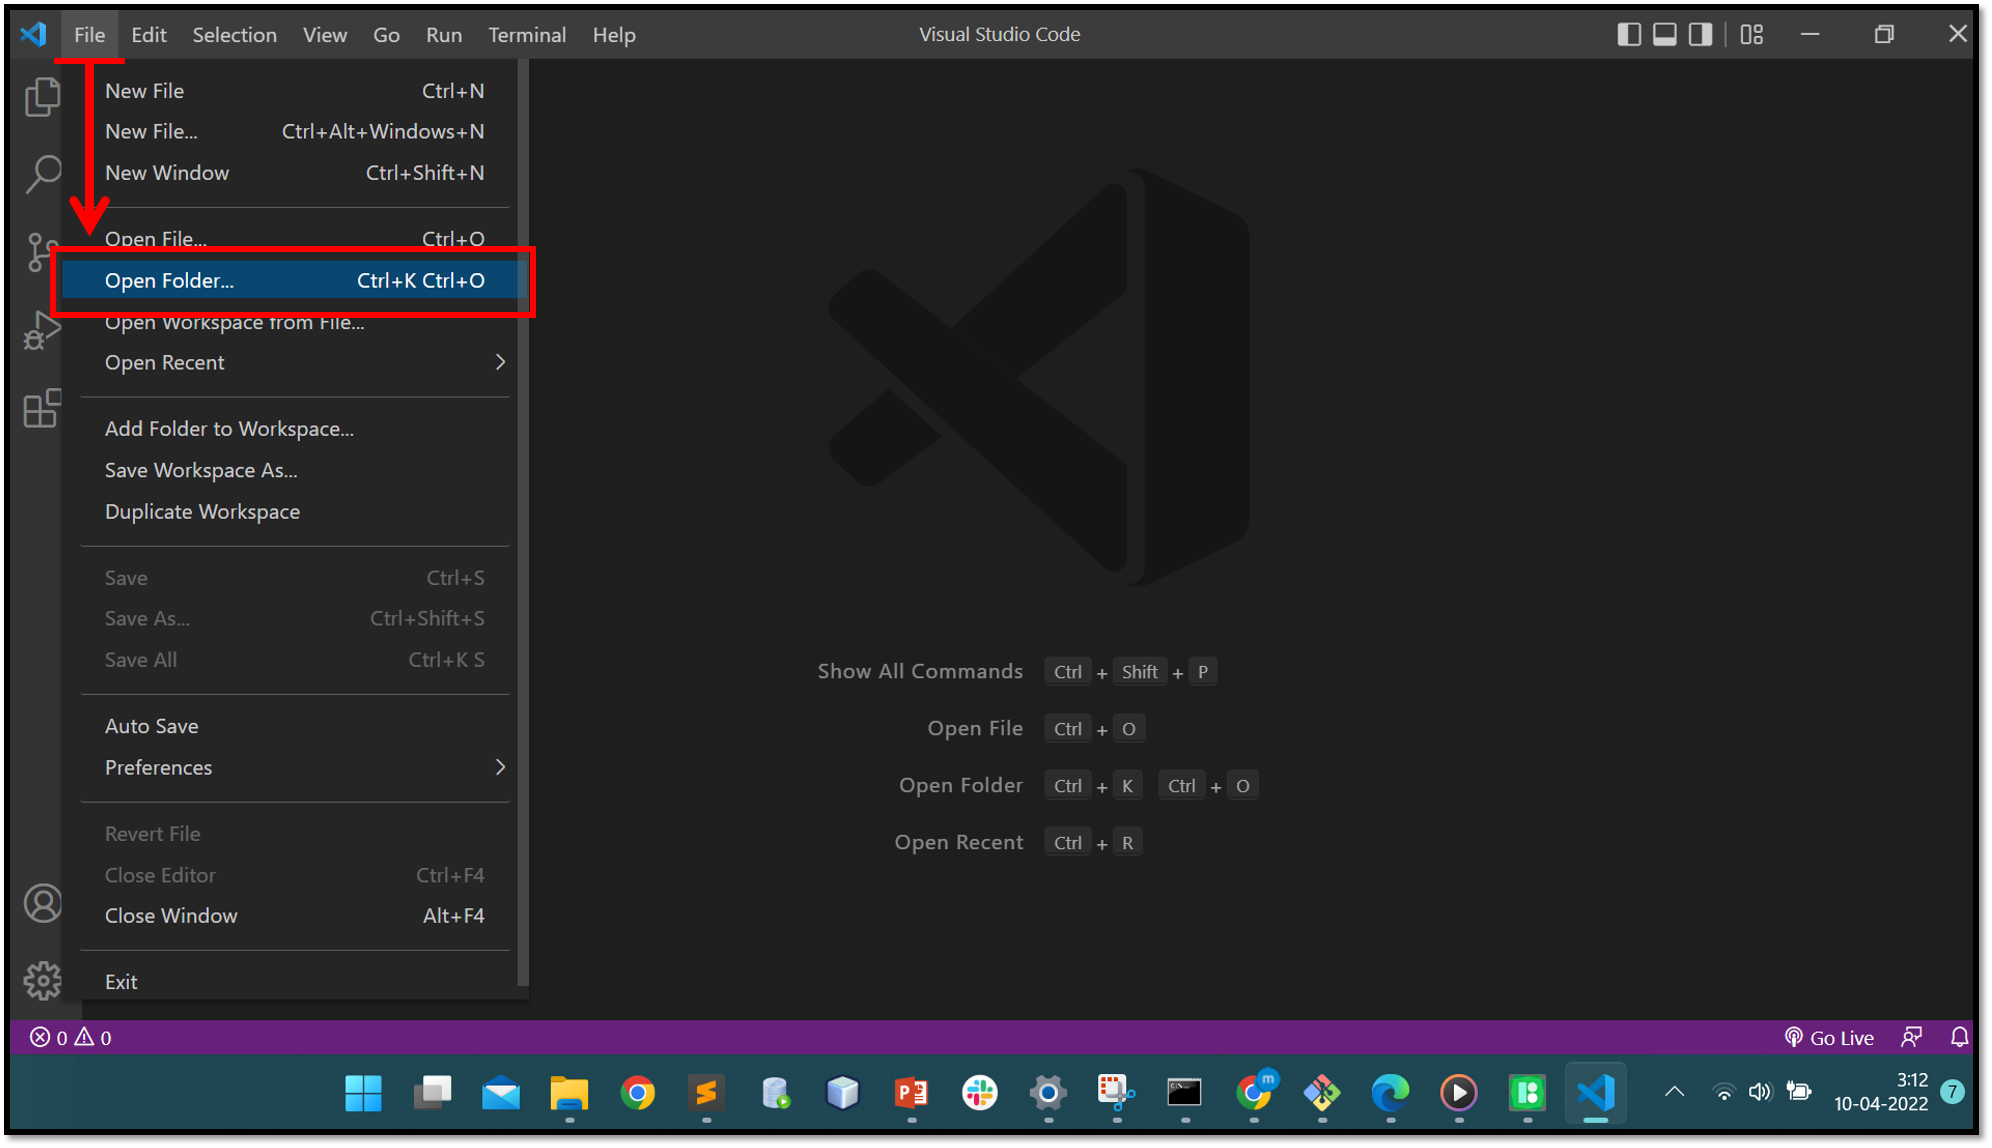 File Edit Selection View Go Run Terminal Help Visual Studio Code
New File Ctrl+N
New File... Ctrl+Alt+Windows+N
New Window Ctrl+Shift+N
Open File... Ctrl+O
Open Folder... Ctrl+K Ctrl+O
Open Workspace from File...
Open Recent
Add Folder to Workspace...
Save Workspace As...
Duplicate Workspace
Save Ctrl+S
Save As... Ctrl+Shift+S
Save All Ctrl+K S
Auto Save
Preferences
Revert File
Close Editor Ctrl+F4
Close Window Alt+F4
Exit
Show All Commands Ctrl + Shift + P
Open File Ctrl + O
Open Folder Ctrl + K Ctrl + O
Open Recent Ctrl + R
0 0 Go Live
P
m
3:12
10-04-2022
7